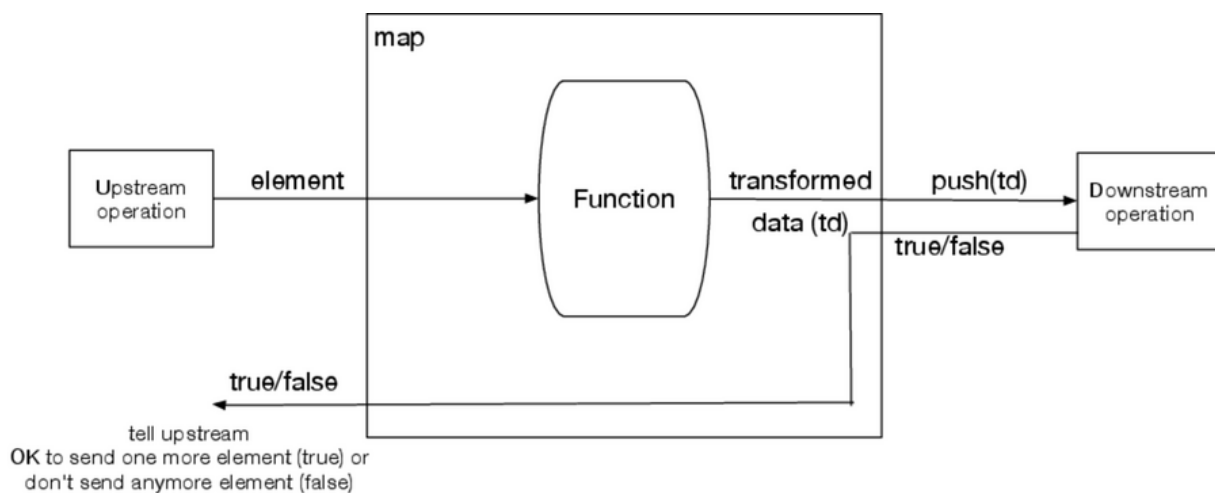 map
Upstream
operation
element
Function
transformed
data (td)
push(td)
true/false
Downstream
operation
true/false
tell upstream
OK to send one more element (true) or
don't send anymore element (false)